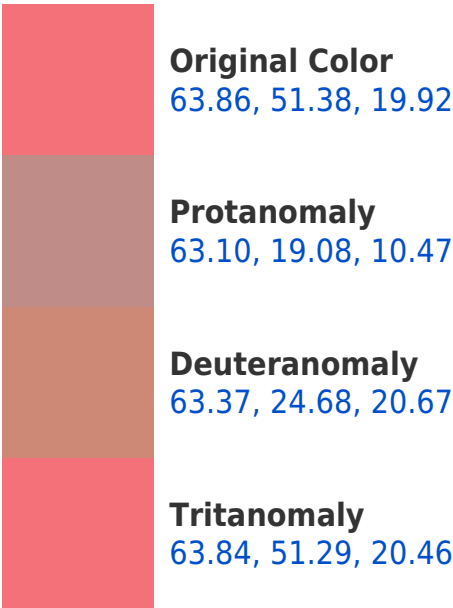 Original Color
63.86, 51.38, 19.92
Protanomaly
63.10, 19.08, 10.47
Deuteranomaly
63.37, 24.68, 20.67
Tritanomaly
63.84, 51.29, 20.46